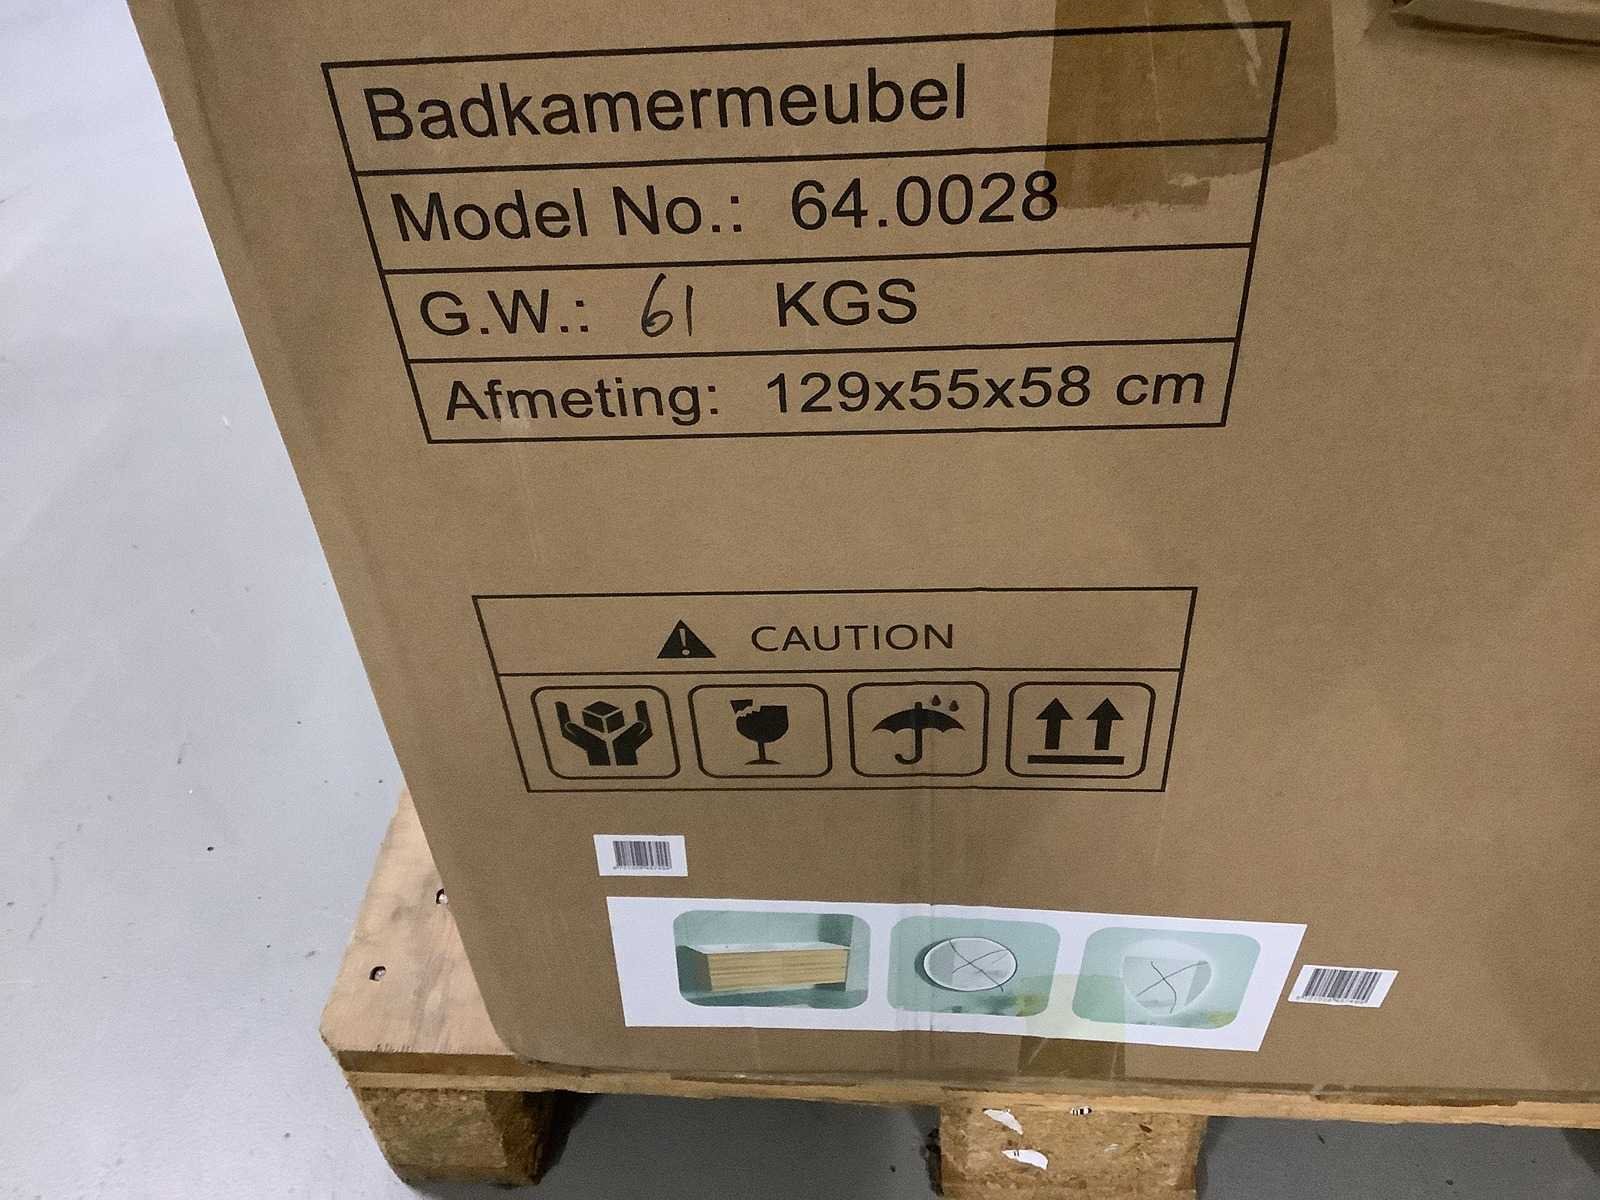 Badkamermeubel
Model No.: 64.0028
G.W.: 61 KGS
Afmeting: 129x55x58 cm
CAUTION